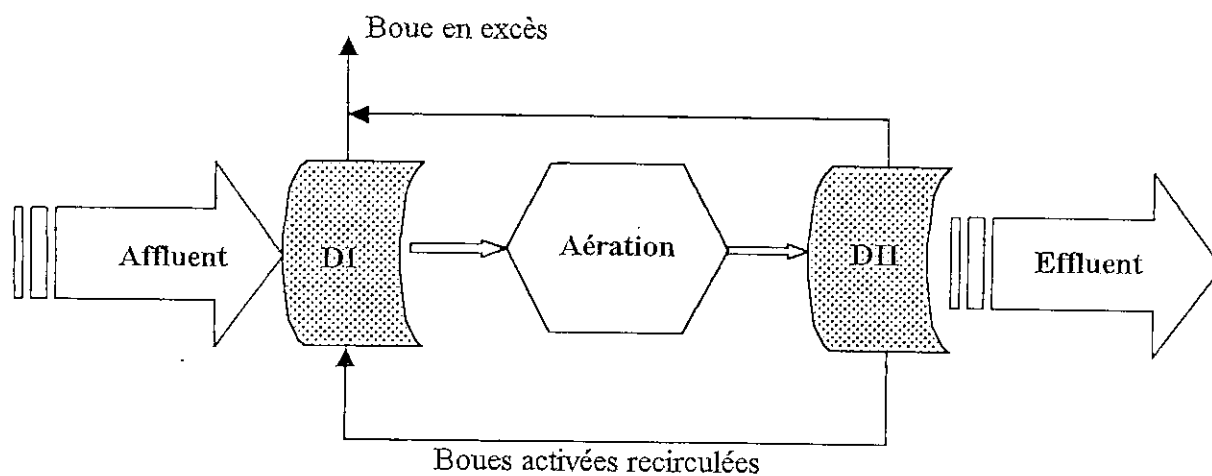 Boue en excès
Affluent
DI
Aération
DII
Effluent
Boues activées recirculées